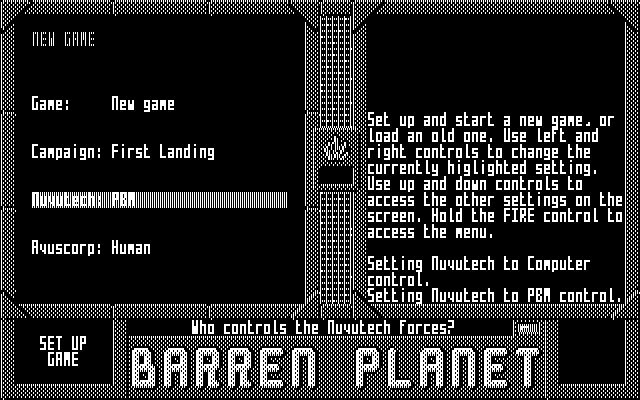 NEW GAME
Game: New game
Campaign: First Landing
Nuvutech: PBM
Avuscorp: Human
Set up and start a new game, or
load an old one. Use left and
right controls to change the
currently higlighted setting.
Use up and down controls to
access the other settings on the
screen. Hold the FIRE control to
access the menu.
Setting Nuvutech to Computer
control.
Setting Nuvutech to PBM control.
Who controls the Nuvutech forces?
SET UP
GAME
BARREN PLANET